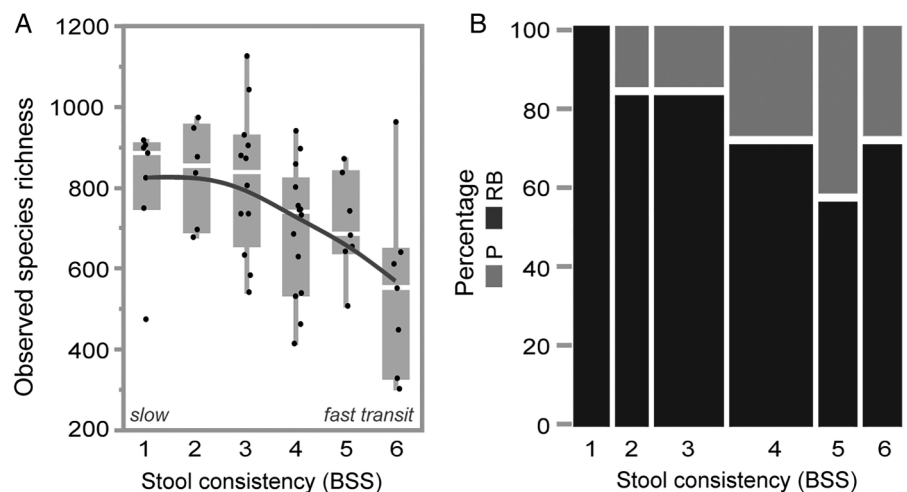 A
Observed species richness
1200
1000
800
600
400
200
slow
fast transit
1 2 3 4 5 6
Stool consistency (BSS)
B
Percentage
P RB
100
80
60
40
20
0
1 2 3 4 5 6
Stool consistency (BSS)